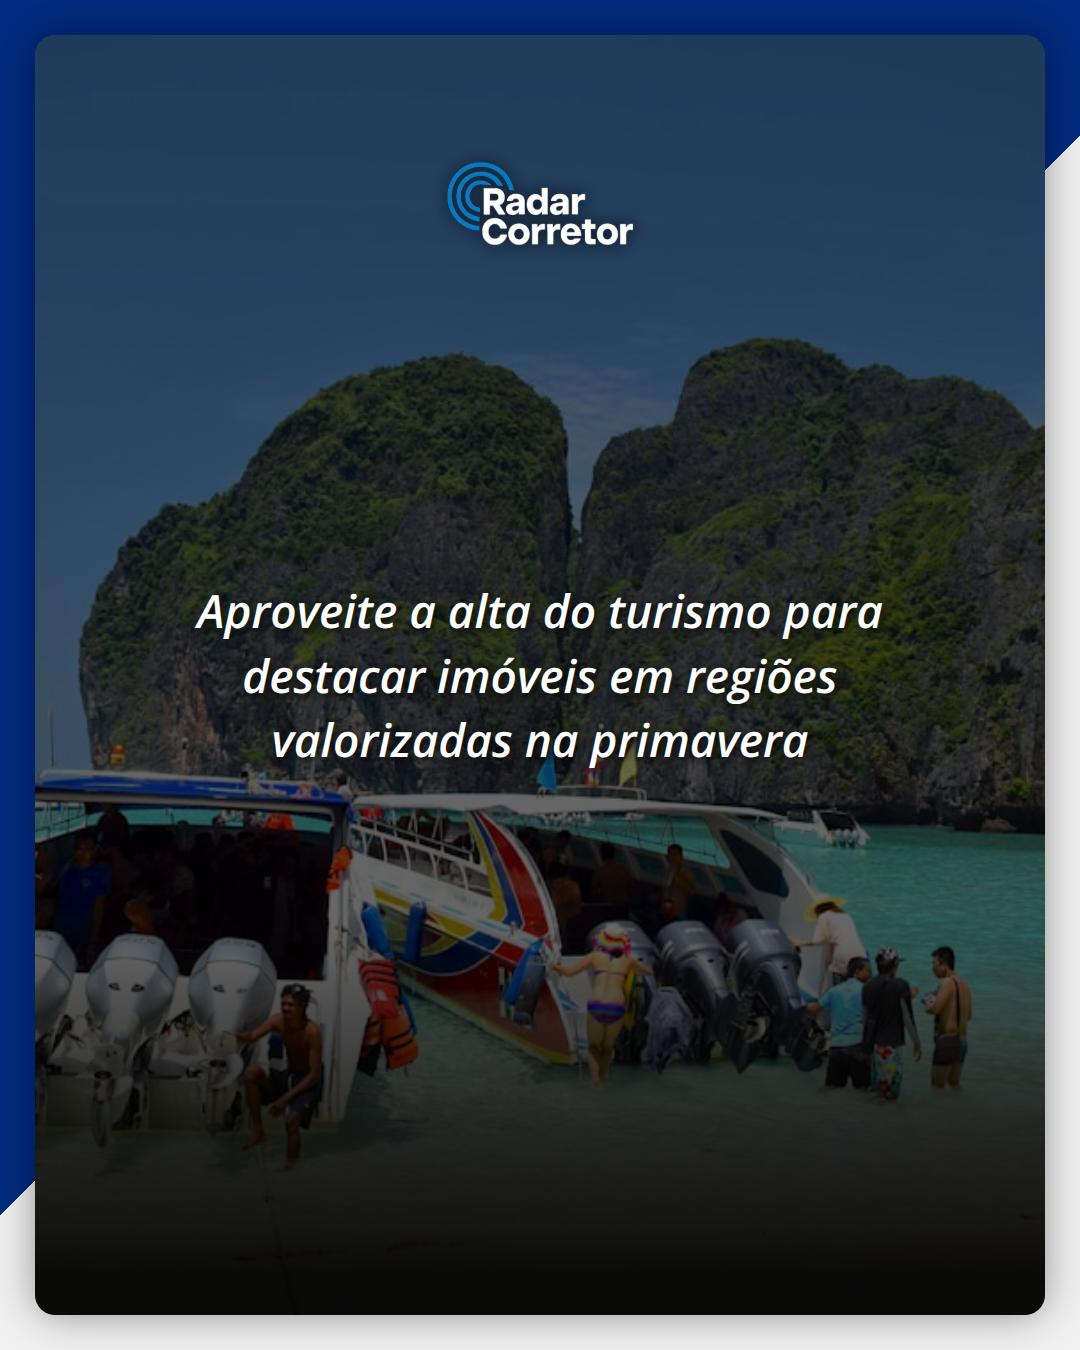 Radar
Corretor
Aproveite a alta do turismo para
destacar imóveis em regiões
valorizadas na primavera